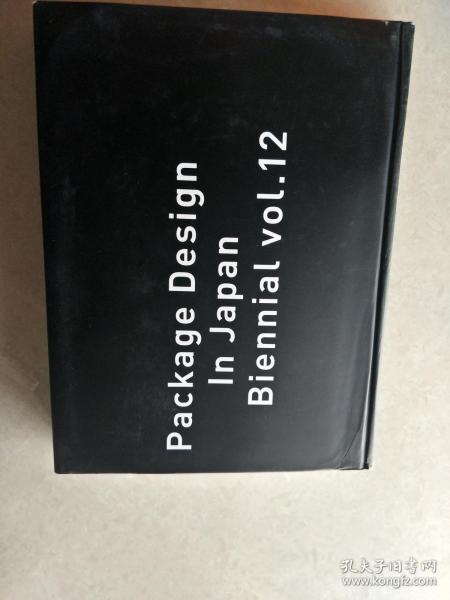 Package Design
In Japan
Biennial vol.12
孔夫子旧书网
www.kongfz.com